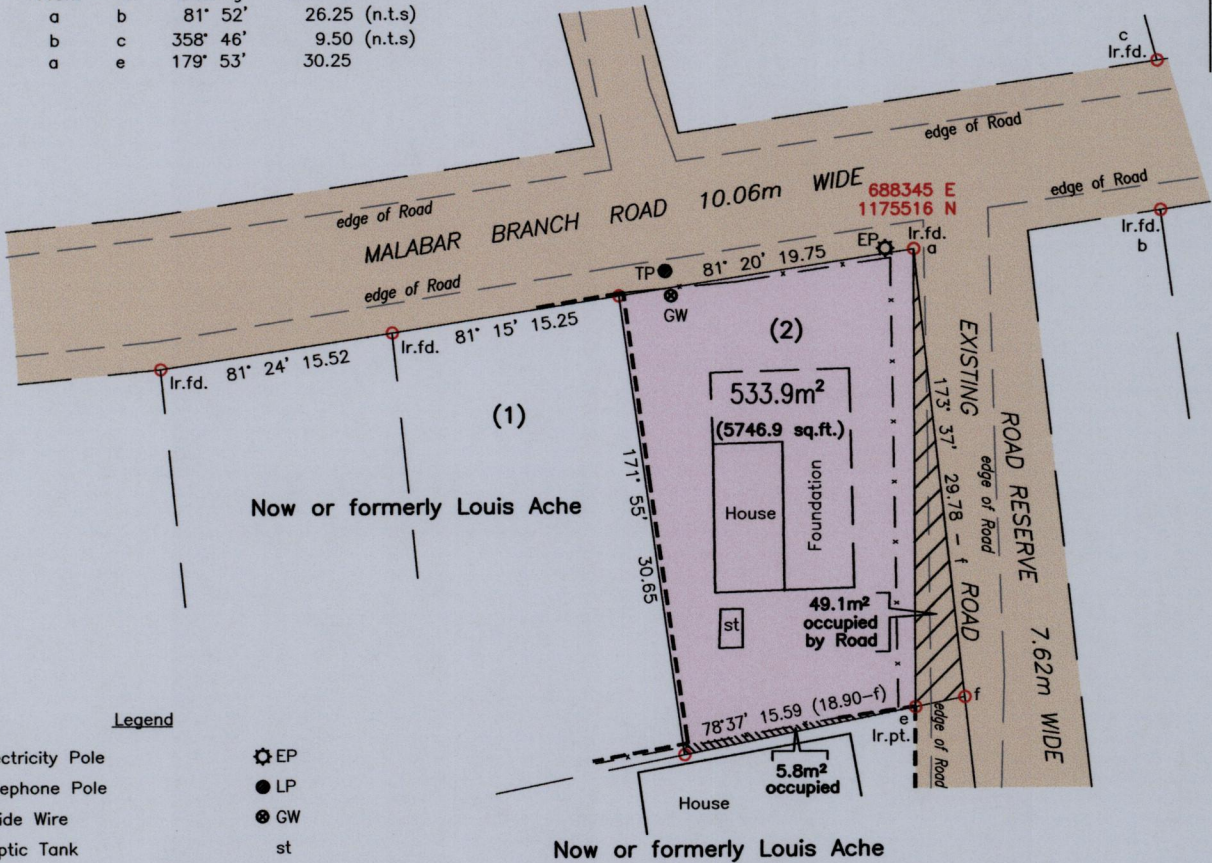 a b 81° 52' 26.25 (n.t.s)
b c 358° 46' 9.50 (n.t.s)
a e 179° 53' 30.25
c
Ir.fd.
edge of Road
edge of Road
MALABAR BRANCH ROAD 10.06m WIDE
688345 E
1175516 N
edge of Road
edge of Road
EP
Ir.fd.
a
Ir.fd.
b
TP
81° 20' 19.75
GW
81° 15' 15.25
Ir.fd.
81° 24' 15.52
Ir.fd.
(1)
(2)
533.9m²
(5746.9 sq.ft.)
House
Foundation
st
171° 55' 30.65
Now or formerly Louis Ache
EXISTING ROAD
173° 37' 29.78 - f
edge of Road
ROAD RESERVE 7.62m WIDE
49.1m²
occupied
by Road
f
78°37' 15.59 (18.90-f)
e
Ir.pt.
edge of Road
5.8m²
occupied
House
Now or formerly Louis Ache
Legend
ctricity Pole EP
ephone Pole LP
ide Wire GW
ptic Tank st